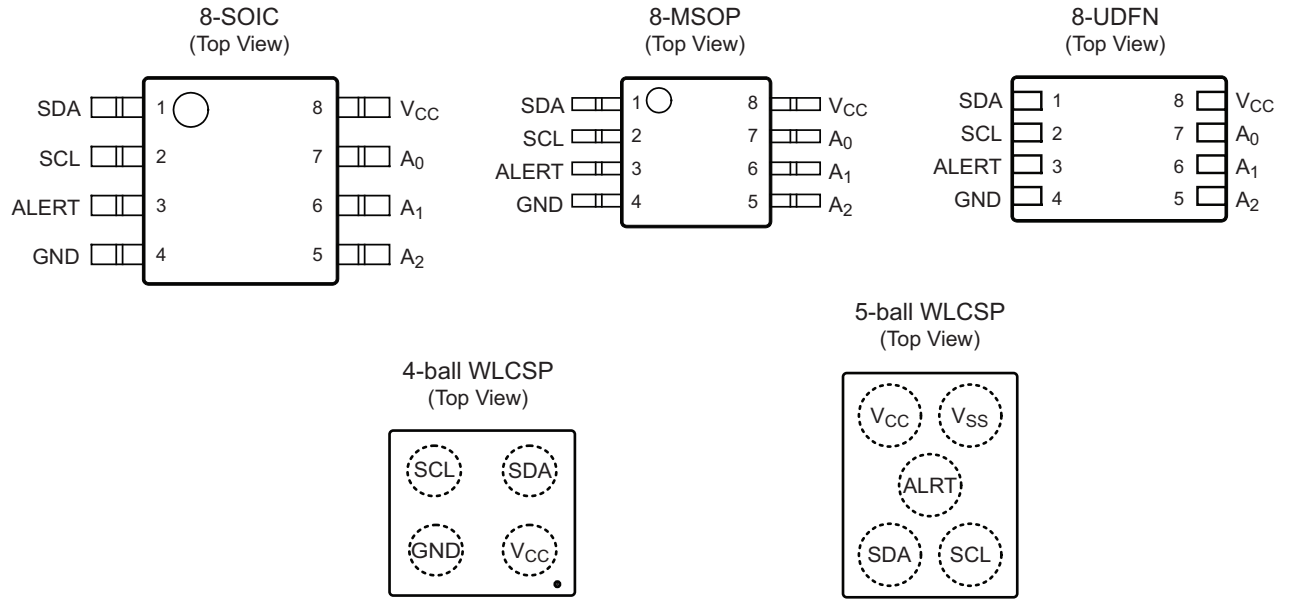 8-SOIC
(Top View)
SDA 1 8 VCC
SCL 2 7 A0
ALERT 3 6 A1
GND 4 5 A2
8-MSOP
(Top View)
SDA 1 8 VCC
SCL 2 7 A0
ALERT 3 6 A1
GND 4 5 A2
8-UDFN
(Top View)
SDA 1 8 VCC
SCL 2 7 A0
ALERT 3 6 A1
GND 4 5 A2
4-ball WLCSP
(Top View)
SCL SDA
GND VCC
5-ball WLCSP
(Top View)
VCC VSS
ALRT
SDA SCL